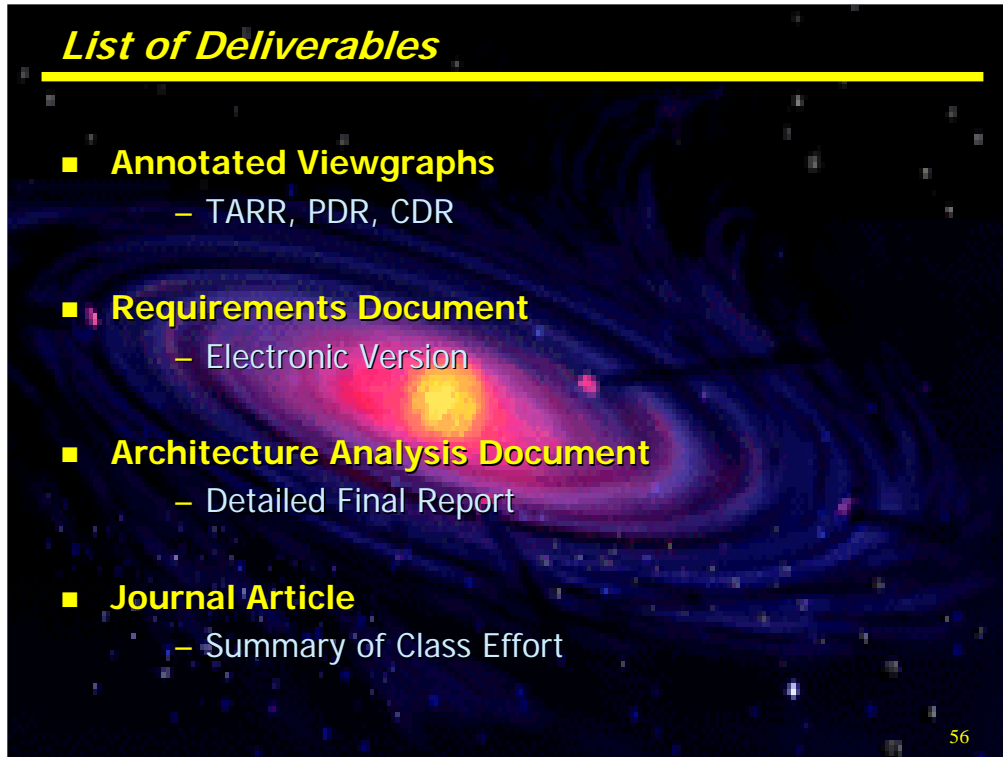 List of Deliverables
■ Annotated Viewgraphs
– TARR, PDR, CDR
■ Requirements Document
– Electronic Version
■ Architecture Analysis Document
– Detailed Final Report
■ Journal Article
– Summary of Class Effort
56